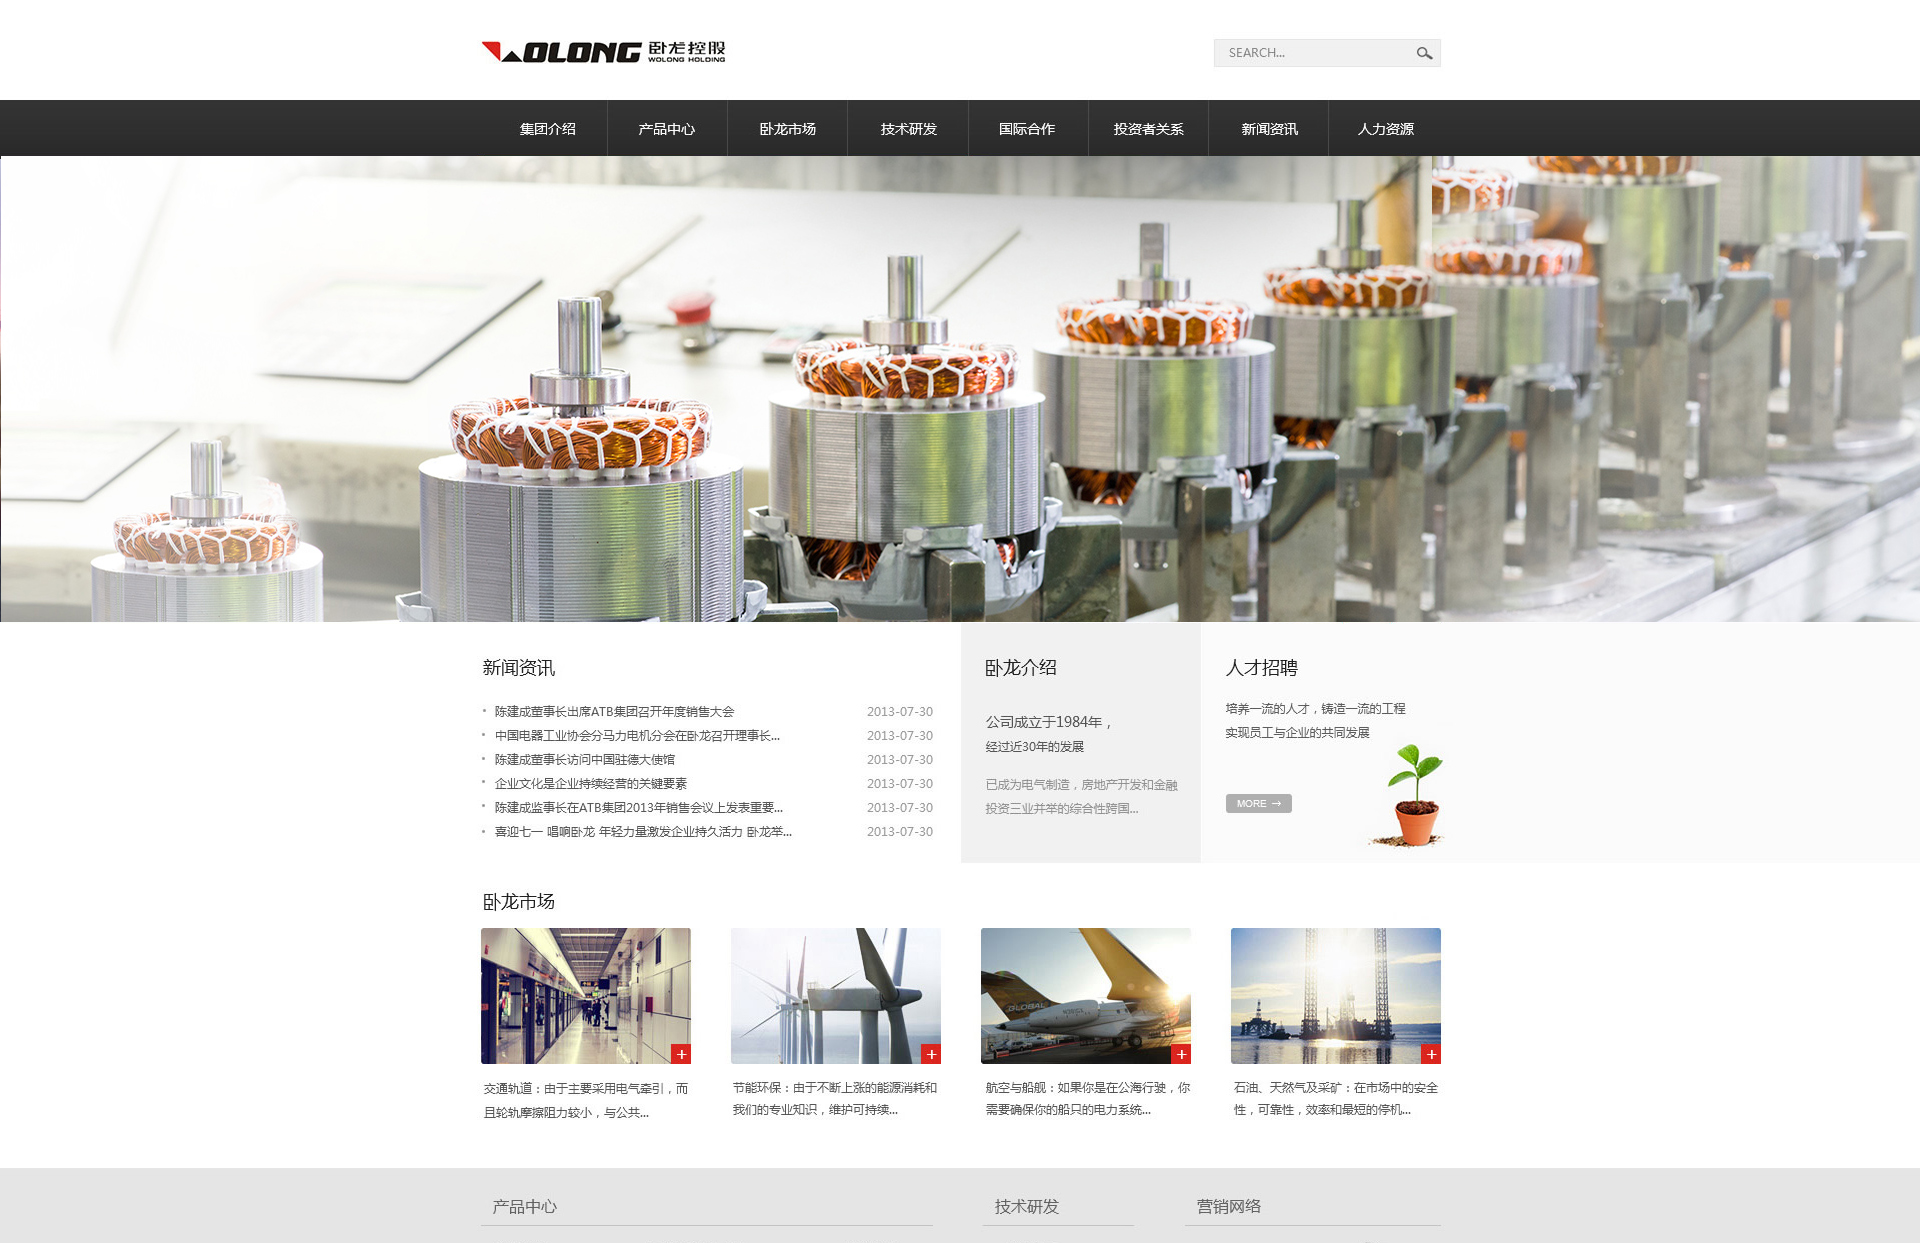 WOLONG 卧龙控股
WOLONG HOLDING
SEARCH...
集团介绍 产品中心 卧龙市场 技术研发 国际合作 投资者关系 新闻资讯 人力资源
新闻资讯
陈建成董事长出席ATB集团召开年度销售大会 2013-07-30
中国电器工业协会分马力电机分会在卧龙召开理事长... 2013-07-30
陈建成董事长访问中国驻德大使馆 2013-07-30
企业文化是企业持续经营的关键要素 2013-07-30
陈建成监事长在ATB集团2013年销售会议上发表重要... 2013-07-30
喜迎七一 唱响卧龙 年轻力量激发企业持久活力 卧龙举... 2013-07-30
卧龙介绍
公司成立于1984年，
经过近30年的发展
已成为电气制造，房地产开发和金融
投资三业并举的综合性跨国...
人才招聘
培养一流的人才，铸造一流的工程
实现员工与企业的共同发展
MORE →
卧龙市场
GLOBAL
交通轨道：由于主要采用电气牵引，而
且轮轨摩擦阻力较小，与公共...
节能环保：由于不断上涨的能源消耗和
我们的专业知识，维护可持续...
航空与船舰：如果你是在公海行驶，你
需要确保你的船只的电力系统...
石油、天然气及采矿：在市场中的安全
性，可靠性，效率和最短的停机...
产品中心
技术研发
营销网络